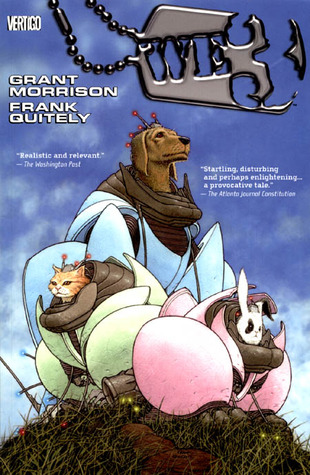 VERTIGO
WE3
GRANT
MORRISON
FRANK
QUITELY
"Realistic and relevant."
— The Washington Post
"Startling, disturbing
and perhaps enlightening...
a provocative tale."
— The Atlanta Journal Constitution